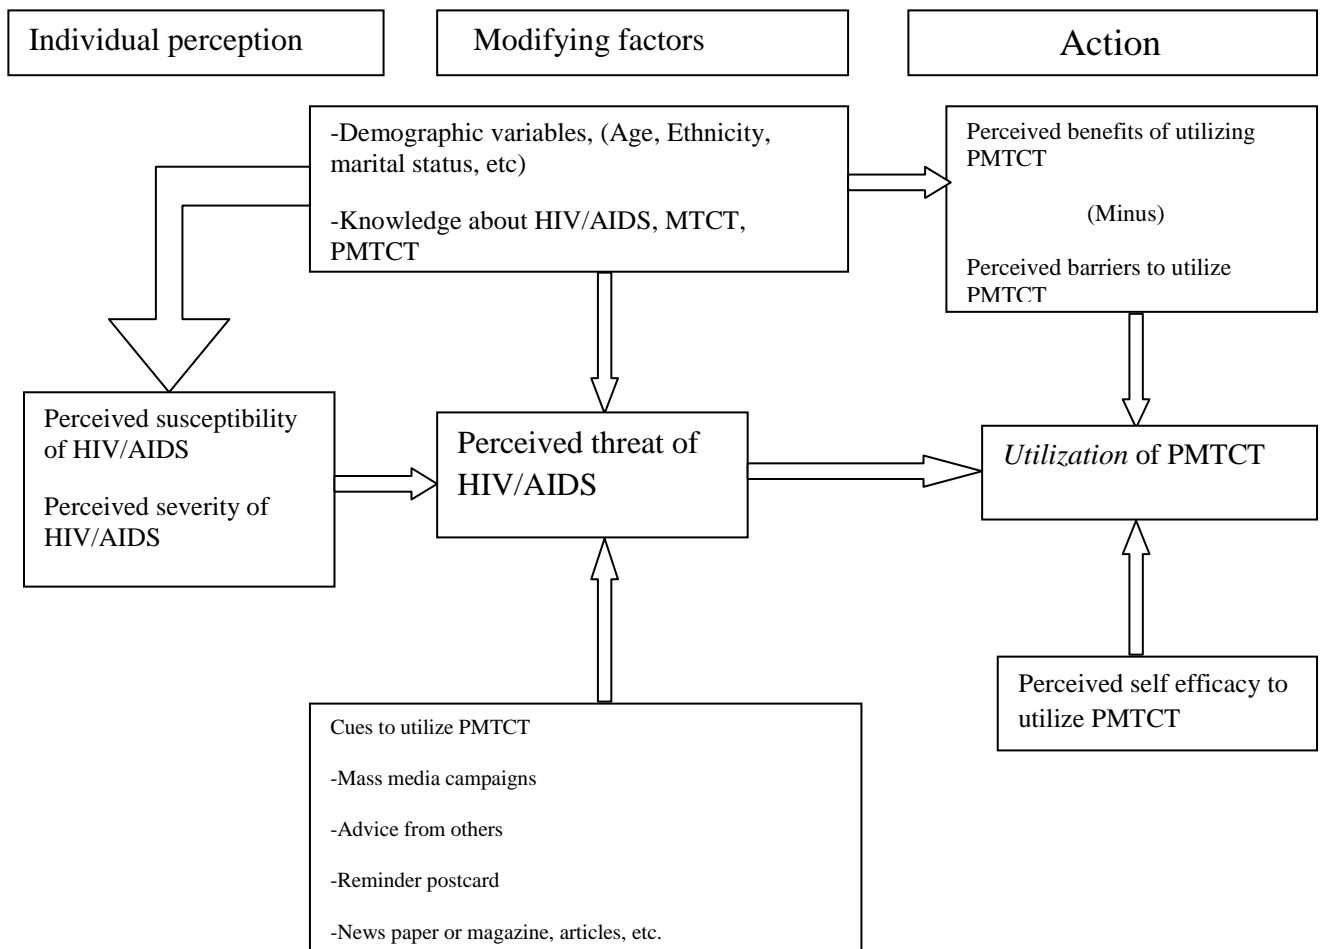 Individual perception
Modifying factors
Action
-Demographic variables, (Age, Ethnicity,
marital status, etc)
-Knowledge about HIV/AIDS, MTCT,
PMTCT
Perceived benefits of utilizing
PMTCT
(Minus)
Perceived barriers to utilize
PMTCT
Perceived susceptibility
of HIV/AIDS
Perceived severity of
HIV/AIDS
Perceived threat of
HIV/AIDS
Utilization of PMTCT
Perceived self efficacy to
utilize PMTCT
Cues to utilize PMTCT
-Mass media campaigns
-Advice from others
-Reminder postcard
-News paper or magazine, articles, etc.